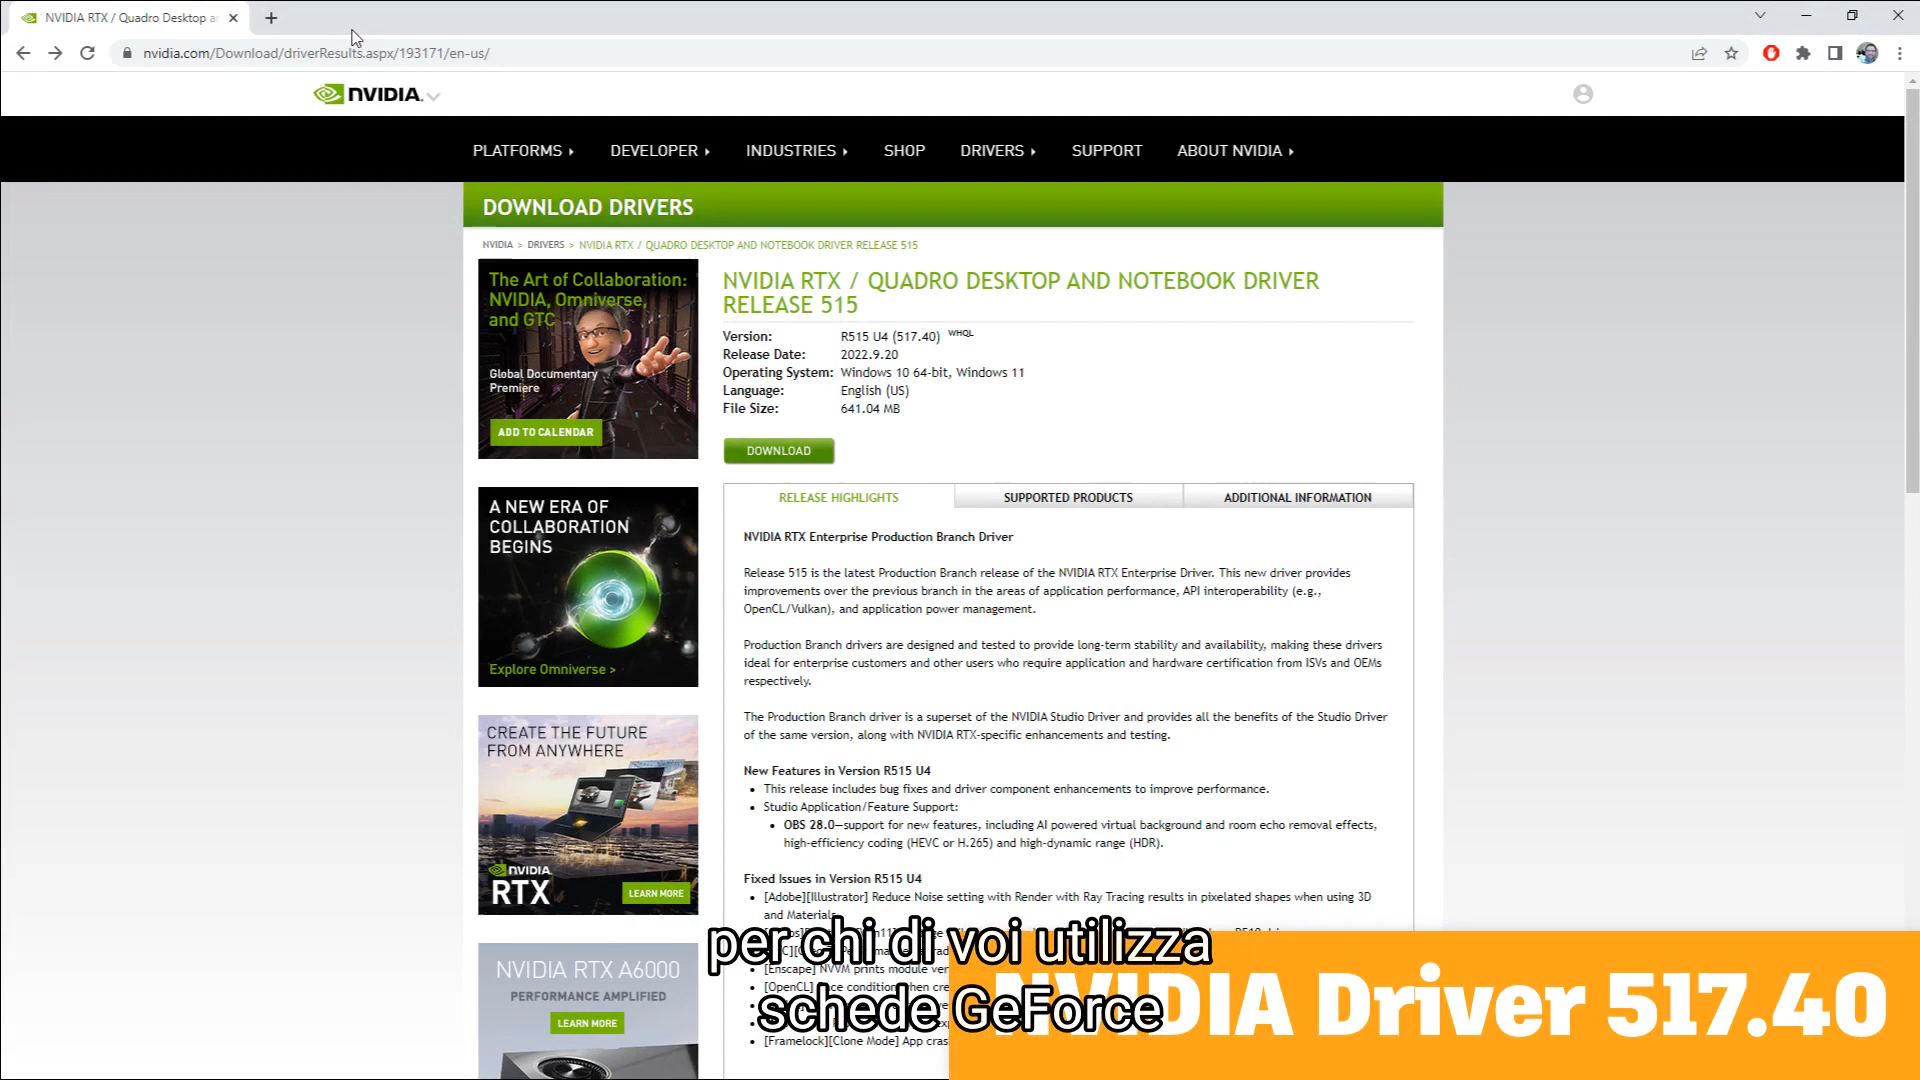 NVIDIA RTX / Quadro Desktop a
nvidia.com/Download/driverResults.aspx/193171/en-us/
NVIDIA.
PLATFORMS DEVELOPER INDUSTRIES SHOP DRIVERS SUPPORT ABOUT NVIDIA
DOWNLOAD DRIVERS
NVIDIA > DRIVERS > NVIDIA RTX / QUADRO DESKTOP AND NOTEBOOK DRIVER RELEASE 515
The Art of Collaboration:
NVIDIA, Omniverse,
and GTC
Global Documentary
Premiere
ADD TO CALENDAR
A NEW ERA OF
COLLABORATION
BEGINS
Explore Omniverse >
CREATE THE FUTURE
FROM ANYWHERE
NVIDIA.
RTX
LEARN MORE
NVIDIA RTX A6000
PERFORMANCE AMPLIFIED
LEARN MORE
NVIDIA RTX / QUADRO DESKTOP AND NOTEBOOK DRIVER
RELEASE 515
Version: R515 U4 (517.40) WHQL
Release Date: 2022.9.20
Operating System: Windows 10 64-bit, Windows 11
Language: English (US)
File Size: 641.04 MB
DOWNLOAD
RELEASE HIGHLIGHTS SUPPORTED PRODUCTS ADDITIONAL INFORMATION
NVIDIA RTX Enterprise Production Branch Driver
Release 515 is the latest Production Branch release of the NVIDIA RTX Enterprise Driver. This new driver provides
improvements over the previous branch in the areas of application performance, API interoperability (e.g.,
OpenCL/Vulkan), and application power management.
Production Branch drivers are designed and tested to provide long-term stability and availability, making these drivers
ideal for enterprise customers and other users who require application and hardware certification from ISVs and OEMs
respectively.
The Production Branch driver is a superset of the NVIDIA Studio Driver and provides all the benefits of the Studio Driver
of the same version, along with NVIDIA RTX-specific enhancements and testing.
New Features in Version R515 U4
• This release includes bug fixes and driver component enhancements to improve performance.
• Studio Application/Feature Support:
• OBS 28.0—support for new features, including AI powered virtual background and room echo removal effects,
high-efficiency coding (HEVC or H.265) and high-dynamic range (HDR).
Fixed Issues in Version R515 U4
• [Adobe][Illustrator] Reduce Noise setting with Render with Ray Tracing results in pixelated shapes when using 3D
and Materials
• [Enscape] NVVM prints module
• [OpenCL]
• [Framelock][Clone Mode] App
per chi di voi utilizza
schede GeForce
NVIDIA Driver 517.40